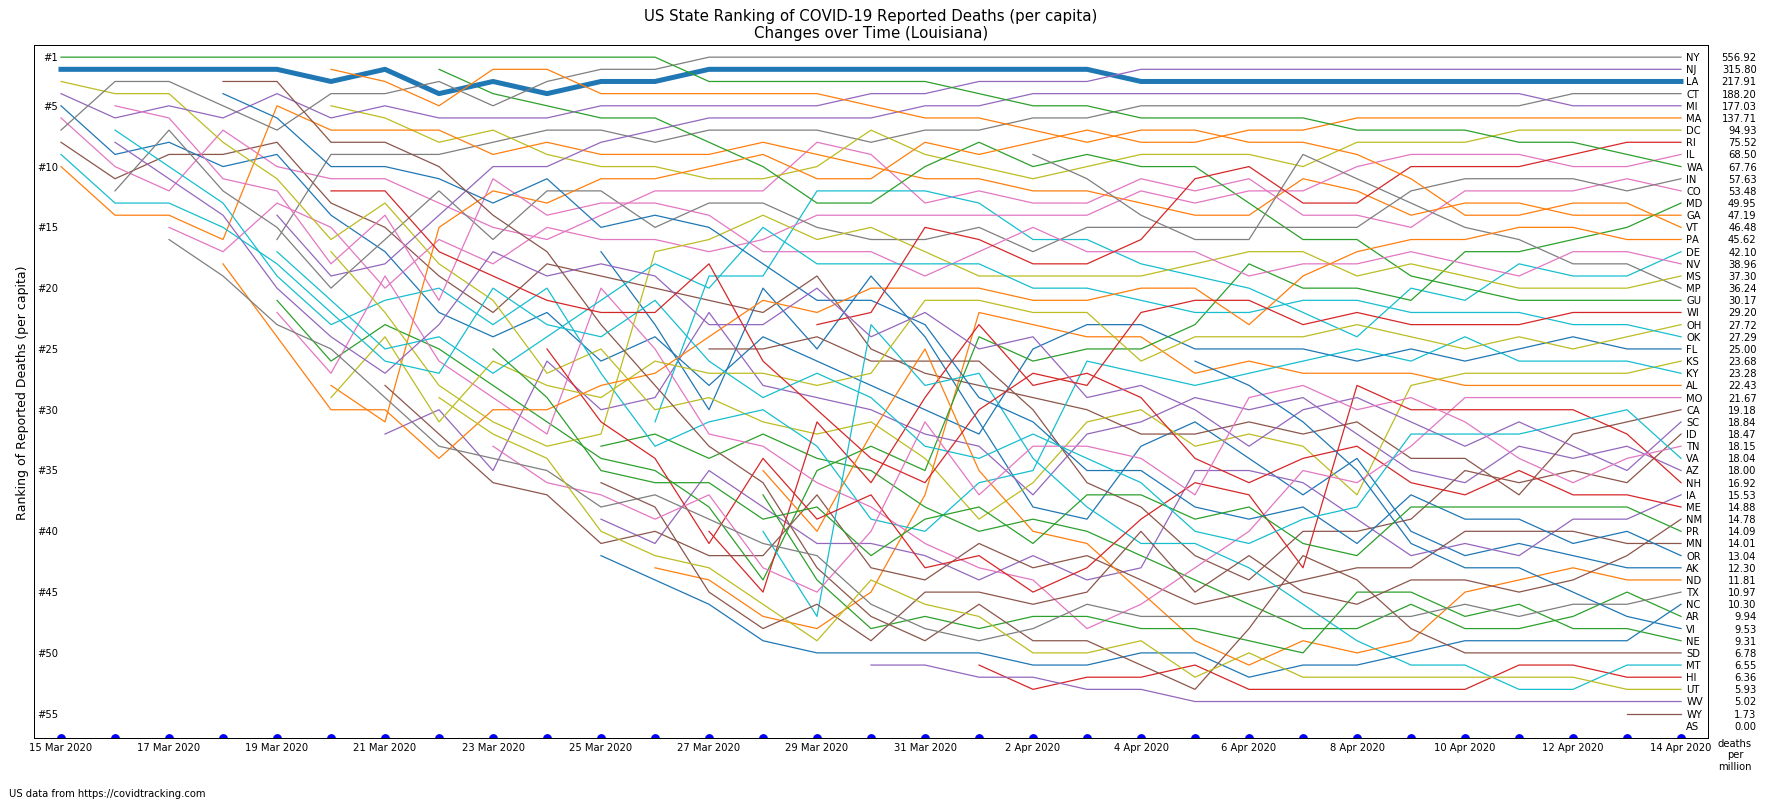 US State Ranking of COVID-19 Reported Deaths (per capita)
Changes over Time (Louisiana)
Ranking of Reported Deaths (per capita)
#1
#5
#10
#15
#20
#25
#30
#35
#40
#45
#50
#55
NY 556.92
NJ 315.80
LA 217.91
CT 188.20
MI 177.03
MA 137.71
DC 94.93
RI 75.52
IL 68.50
WA 67.76
IN 57.63
CO 53.48
MD 49.95
GA 47.19
VT 46.48
PA 45.62
DE 42.10
NV 38.96
MS 37.30
MP 36.24
GU 30.17
WI 29.20
OH 27.72
OK 27.29
FL 25.00
KS 23.68
KY 23.28
AL 22.43
MO 21.67
CA 19.18
SC 18.84
ID 18.47
TN 18.15
VA 18.04
AZ 18.00
NH 16.92
IA 15.53
ME 14.88
NM 14.78
PR 14.09
MN 14.01
OR 13.04
AK 12.30
ND 11.81
TX 10.97
NC 10.30
AR 9.94
VI 9.53
NE 9.31
SD 6.78
MT 6.55
HI 6.36
UT 5.93
WV 5.02
WY 1.73
AS 0.00
15 Mar 2020 17 Mar 2020 19 Mar 2020 21 Mar 2020 23 Mar 2020 25 Mar 2020 27 Mar 2020 29 Mar 2020 31 Mar 2020 2 Apr 2020 4 Apr 2020 6 Apr 2020 8 Apr 2020 10 Apr 2020 12 Apr 2020 14 Apr 2020
deaths
per
million
US data from https://covidtracking.com